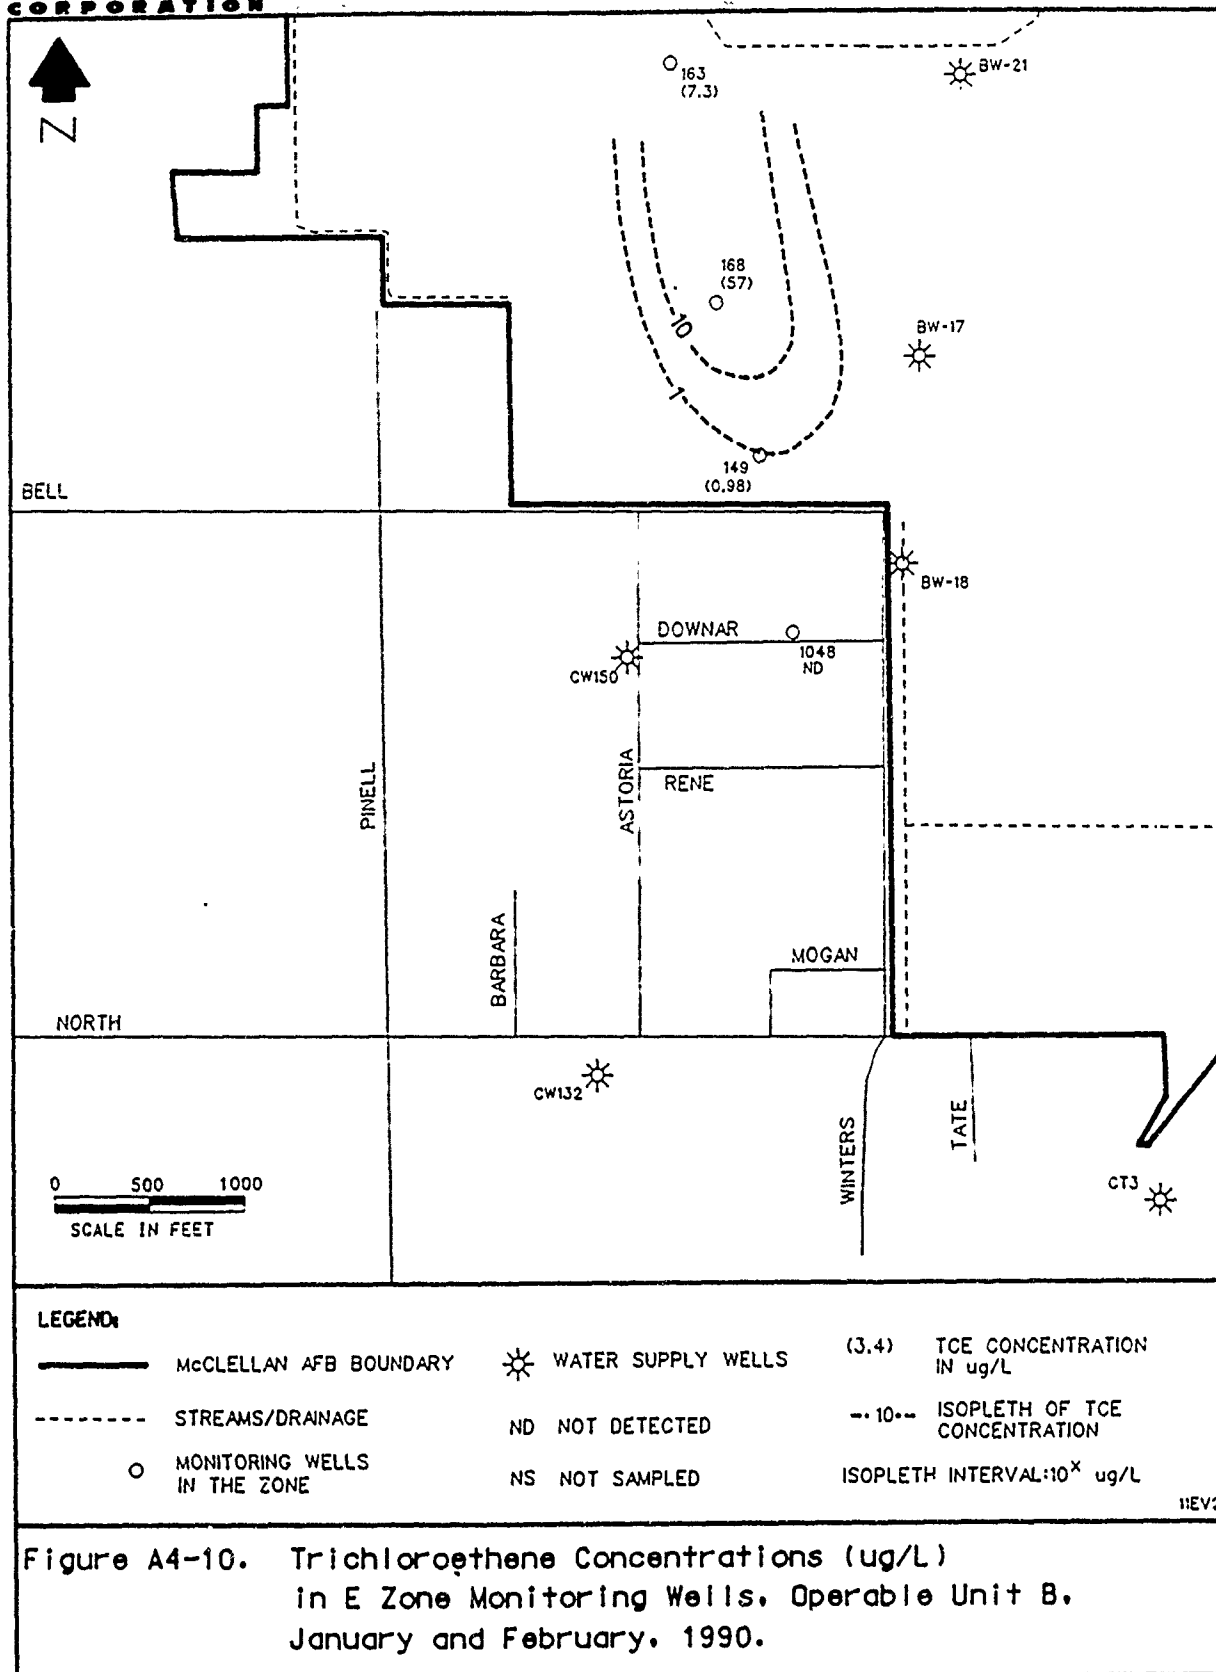 CORPORATION
N
163
(7.3)
BW-21
168
(57)
10
BW-17
1
149
(0.98)
BELL
BW-18
DOWNAR
1048
ND
CW150
PINELL
ASTORIA
RENE
BARBARA
MOGAN
NORTH
CW132
WINTERS
TATE
CT3
0 500 1000
SCALE IN FEET
LEGEND:
McCLELLAN AFB BOUNDARY
STREAMS/DRAINAGE
MONITORING WELLS
IN THE ZONE
WATER SUPPLY WELLS
ND NOT DETECTED
NS NOT SAMPLED
(3.4) TCE CONCENTRATION
IN ug/L
--10-- ISOPLETH OF TCE
CONCENTRATION
ISOPLETH INTERVAL:10^X ug/L
Figure A4-10. Trichloroethene Concentrations (ug/L)
in E Zone Monitoring Wells, Operable Unit B,
January and February, 1990.